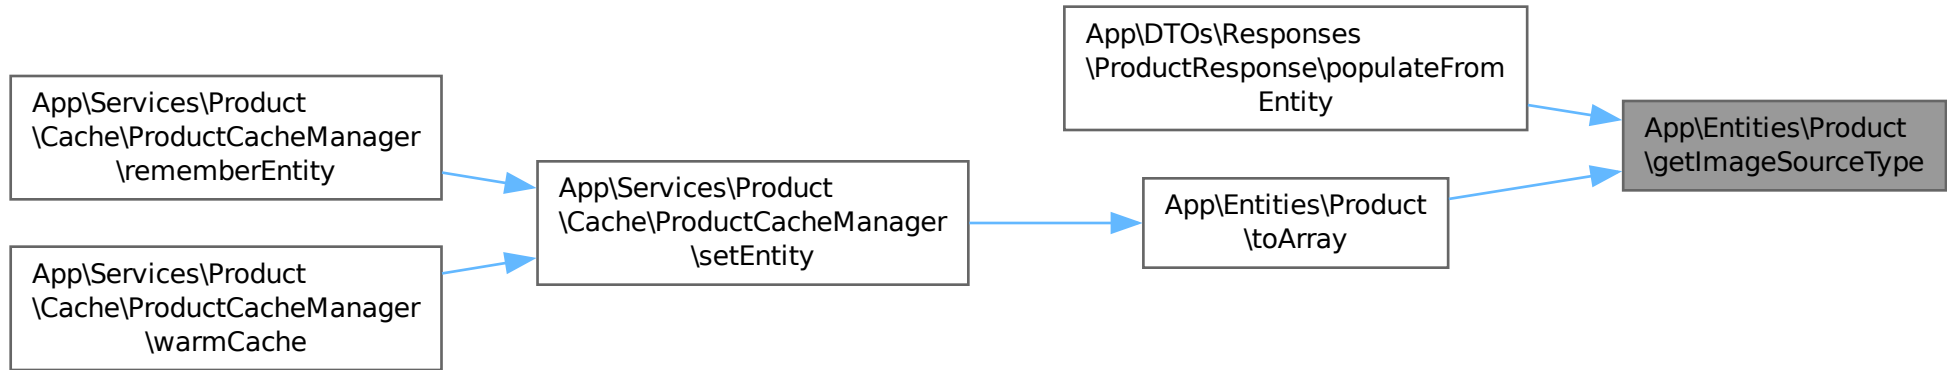 App\Services\Product
\Cache\ProductCacheManager
\rememberEntity
App\Services\Product
\Cache\ProductCacheManager
\warmCache
App\Services\Product
\Cache\ProductCacheManager
\setEntity
App\DTOs\Responses
\ProductResponse\populateFrom
Entity
App\Entities\Product
\toArray
App\Entities\Product
\getImageSourceType